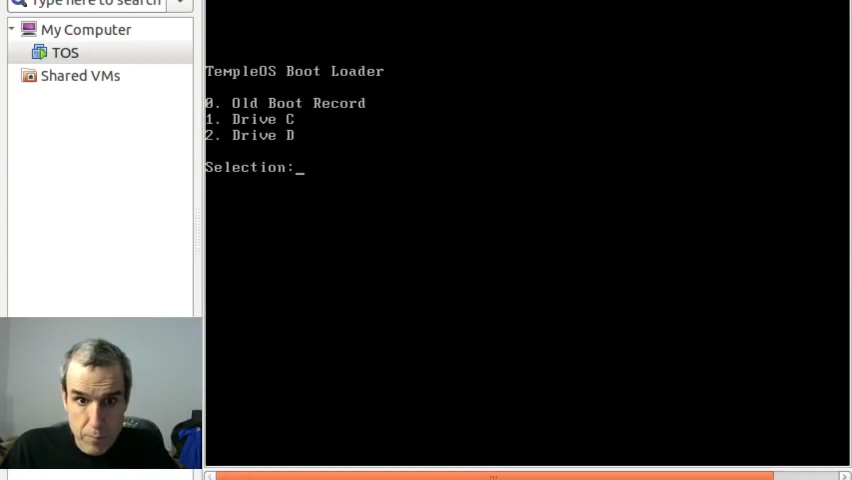 Type here to search
My Computer
TOS
Shared VMs
TempleOS Boot Loader
0. Old Boot Record
1. Drive C
2. Drive D
Selection:_